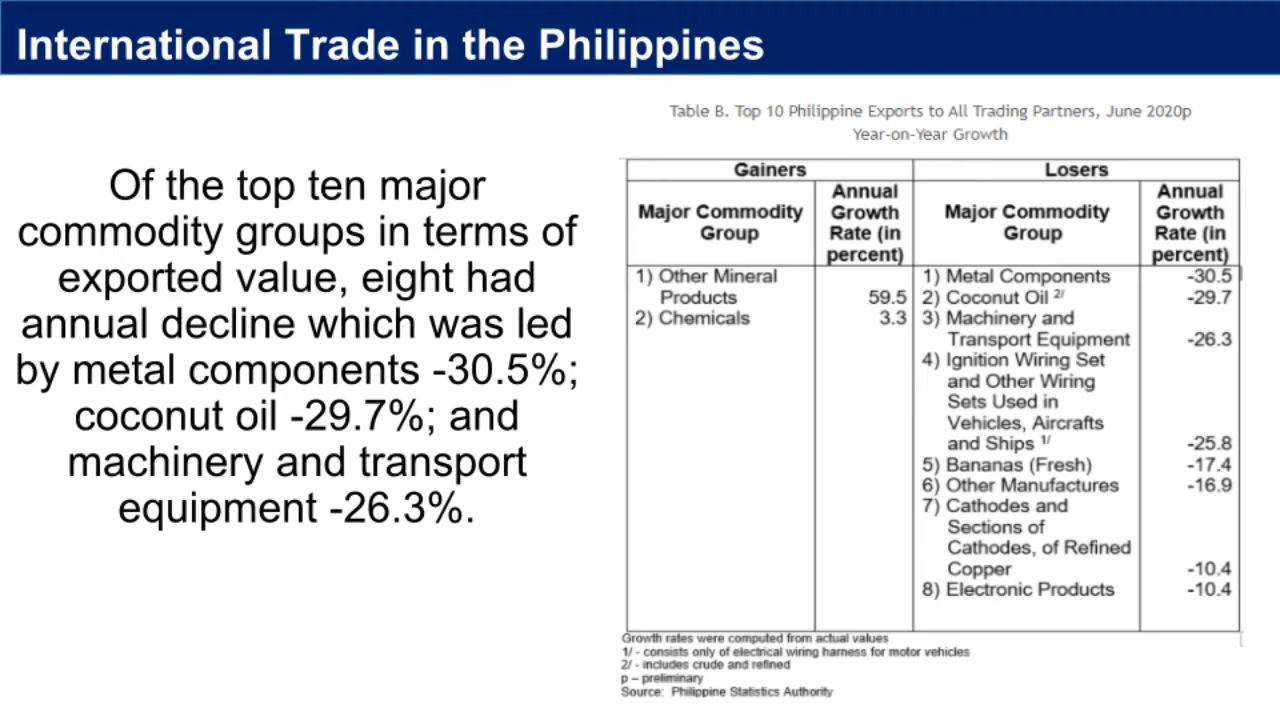 International Trade in the Philippines
Of the top ten major
commodity groups in terms of
exported value, eight had
annual decline which was led
by metal components -30.5%;
coconut oil -29.7%; and
machinery and transport
equipment -26.3%.
Table B. Top 10 Philippine Exports to All Trading Partners, June 2020p
Year-on-Year Growth
Gainers
Losers
Major Commodity
Group
Annual
Growth
Rate (in
percent)
Major Commodity
Group
Annual
Growth
Rate (in
percent)
1) Other Mineral
Products 59.5
2) Chemicals 3.3
1) Metal Components -30.5
2) Coconut Oil 2/ -29.7
3) Machinery and
Transport Equipment -26.3
4) Ignition Wiring Set
and Other Wiring
Sets Used in
Vehicles, Aircrafts
and Ships 1/ -25.8
5) Bananas (Fresh) -17.4
6) Other Manufactures -16.9
7) Cathodes and
Sections of
Cathodes, of Refined
Copper -10.4
8) Electronic Products -10.4
Growth rates were computed from actual values
1/ - consists only of electrical wiring harness for motor vehicles
2/ - includes crude and refined
p – preliminary
Source: Philippine Statistics Authority